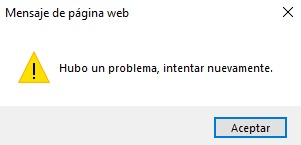 Mensaje de página web
Hubo un problema, intentar nuevamente.
Aceptar